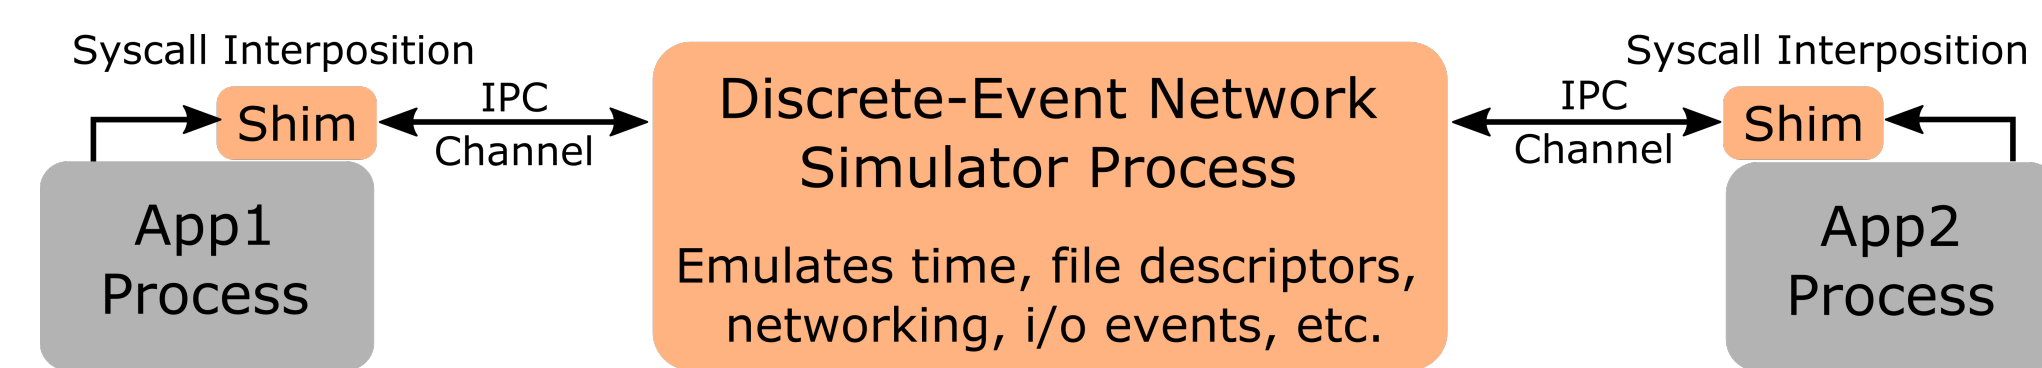 Syscall Interposition
Shim
IPC
Channel
App1
Process
Discrete-Event Network
Simulator Process
Emulates time, file descriptors,
networking, i/o events, etc.
Syscall Interposition
IPC
Channel
Shim
App2
Process